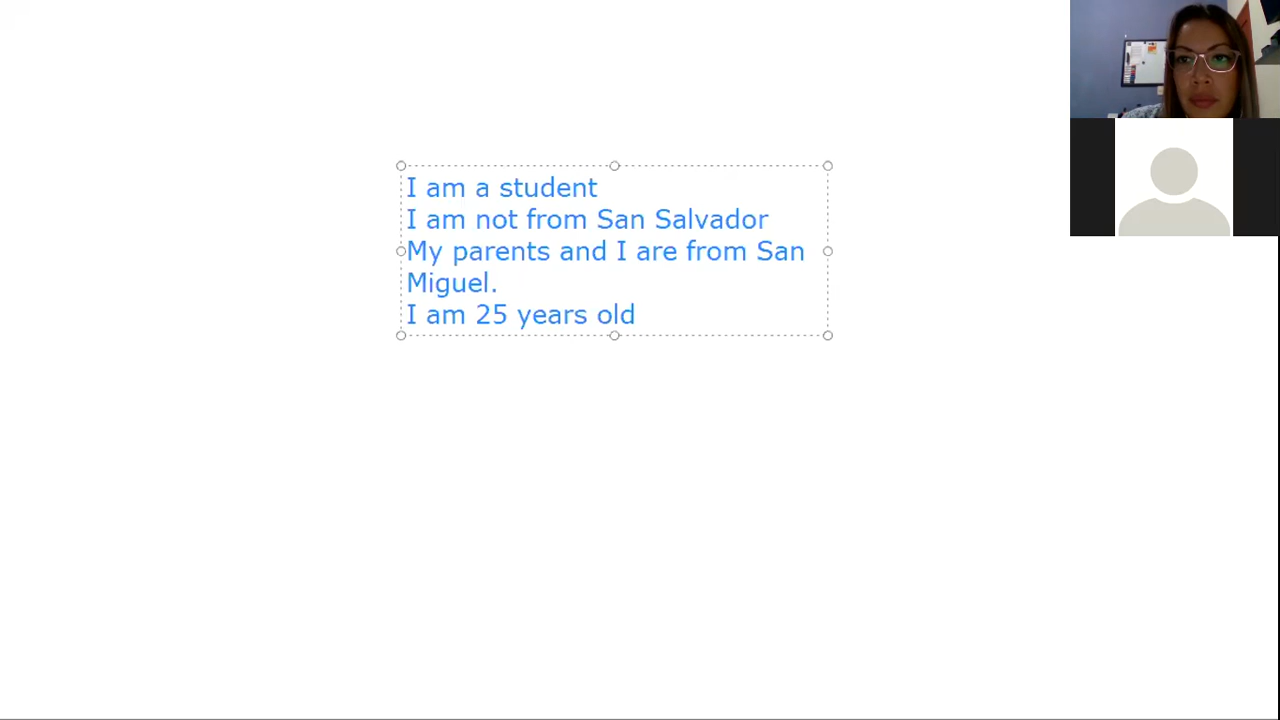 I am a student
I am not from San Salvador
My parents and I are from San
Miguel.
I am 25 years old